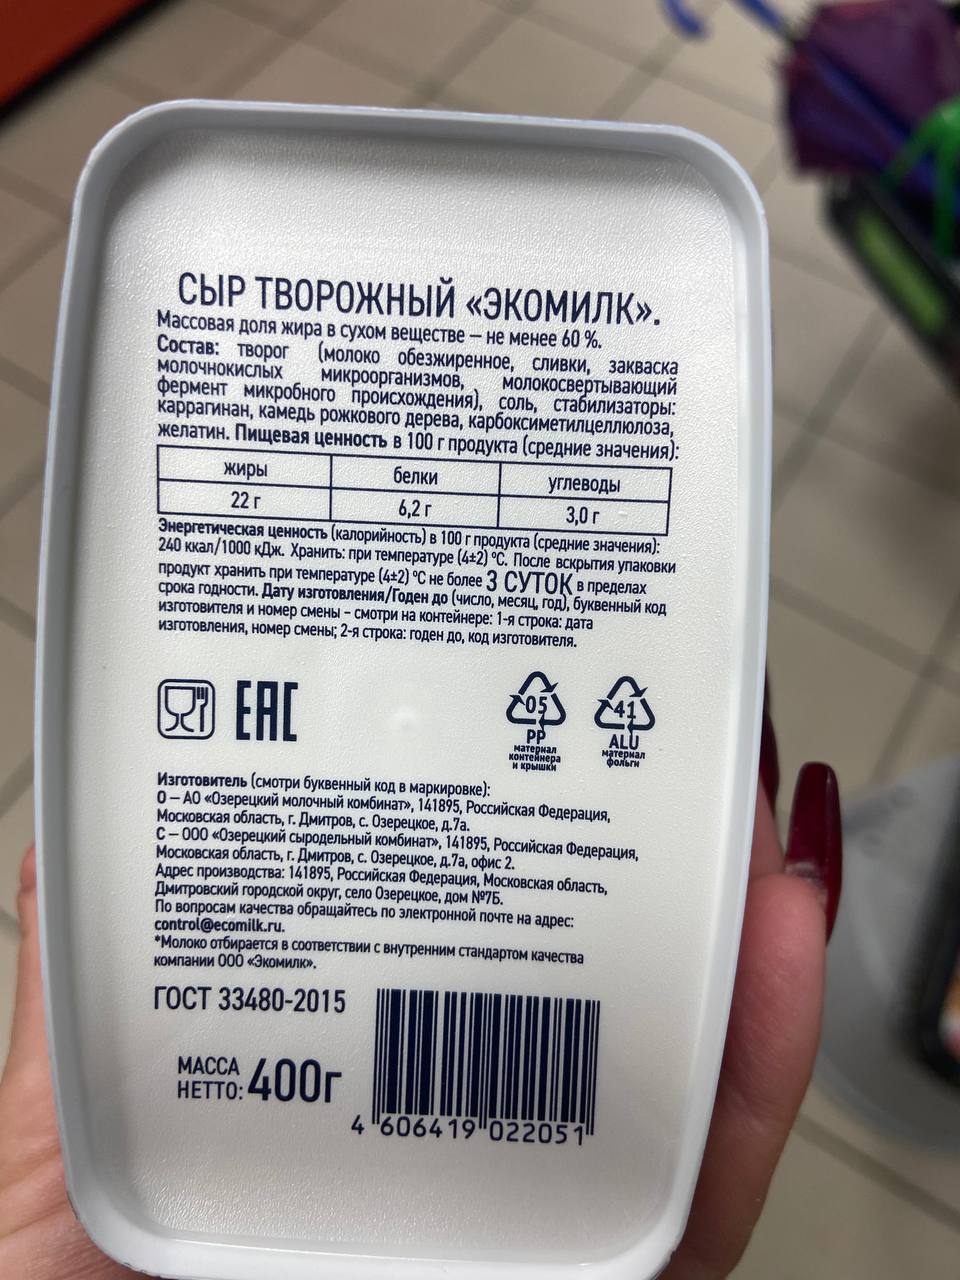 СЫР ТВОРОЖНЫЙ «ЭКОМИЛК».
Массовая доля жира в сухом веществе – не менее 60 %.
Состав: творог (молоко обезжиренное, сливки, закваска
молочнокислых микроорганизмов, молокосвертывающий
фермент микробного происхождения), соль, стабилизаторы:
каррагинан, камедь рожкового дерева, карбоксиметилцеллюлоза,
желатин. Пищевая ценность в 100 г продукта (средние значения):
жиры белки углеводы
22 г 6,2 г 3,0 г
Энергетическая ценность (калорийность) в 100 г продукта (средние значения):
240 ккал/1000 кДж. Хранить: при температуре (4±2) °С. После вскрытия упаковки
продукт хранить при температуре (4±2) °С не более 3 СУТОК в пределах
срока годности. Дату изготовления/Годен до (число, месяц, год), буквенный код
изготовителя и номер смены – смотри на контейнере: 1-я строка: дата
изготовления, номер смены; 2-я строка: годен до, код изготовителя.
EAC
05
PP
материал
контейнера
и крышки
41
ALU
материал
фольги
Изготовитель (смотри буквенный код в маркировке):
О – АО «Озерецкий молочный комбинат», 141895, Российская Федерация,
Московская область, г. Дмитров, с. Озерецкое, д.7а.
С – ООО «Озерецкий сыродельный комбинат», 141895, Российская Федерация,
Московская область, г. Дмитров, с. Озерецкое, д.7а, офис 2.
Адрес производства: 141895, Российская Федерация, Московская область,
Дмитровский городской округ, село Озерецкое, дом №7Б.
По вопросам качества обращайтесь по электронной почте на адрес:
control@ecomilk.ru.
*Молоко отбирается в соответствии с внутренним стандартом качества
компании ООО «Экомилк».
ГОСТ 33480-2015
МАССА
НЕТТО: 400г
4 606419 022051